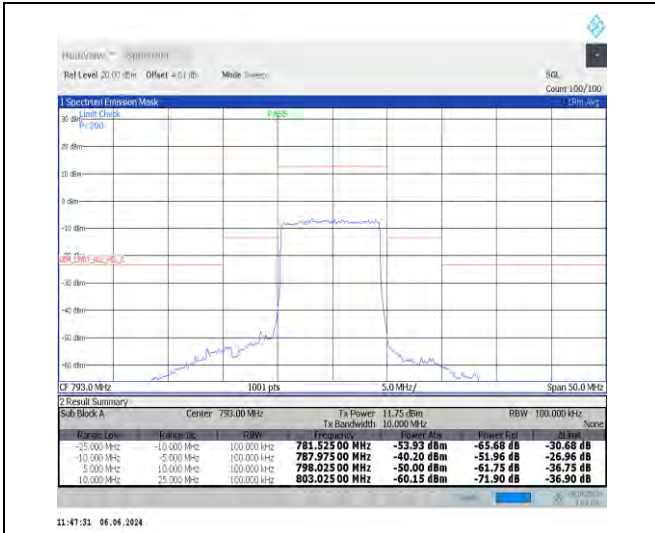 MultiView Spectrum
Ref Level 20.00 dBm Offset 4.01 dB Mode Sweep SGL
Count 100/100
1 Spectrum Emission Mask 1Rm Avg
30 dBm Limit Check PASS
P<200
20 dBm
10 dBm
0 dBm
-10 dBm
-30 dBm
-40 dBm
-50 dBm
-60 dBm
CF 793.0 MHz 1001 pts 5.0 MHz/ Span 50.0 MHz
2 Result Summary
Sub Block A Center 793.00 MHz Tx Power 11.75 dBm RBW 100.000 kHz
Tx Bandwidth 10.000 MHz None
Range Low Range Up RBW Frequency Power Abs Power Rel ΔLimit
-25.000 MHz -10.000 MHz 100.000 kHz 781.52500 MHz -53.93 dBm -65.68 dB -30.68 dB
-10.000 MHz -5.000 MHz 100.000 kHz 787.97500 MHz -40.20 dBm -51.96 dB -26.96 dB
5.000 MHz 10.000 MHz 100.000 kHz 798.02500 MHz -50.00 dBm -61.75 dB -36.75 dB
10.000 MHz 25.000 MHz 100.000 kHz 803.02500 MHz -60.15 dBm -71.90 dB -36.90 dB
11:47:31 06.06.2024